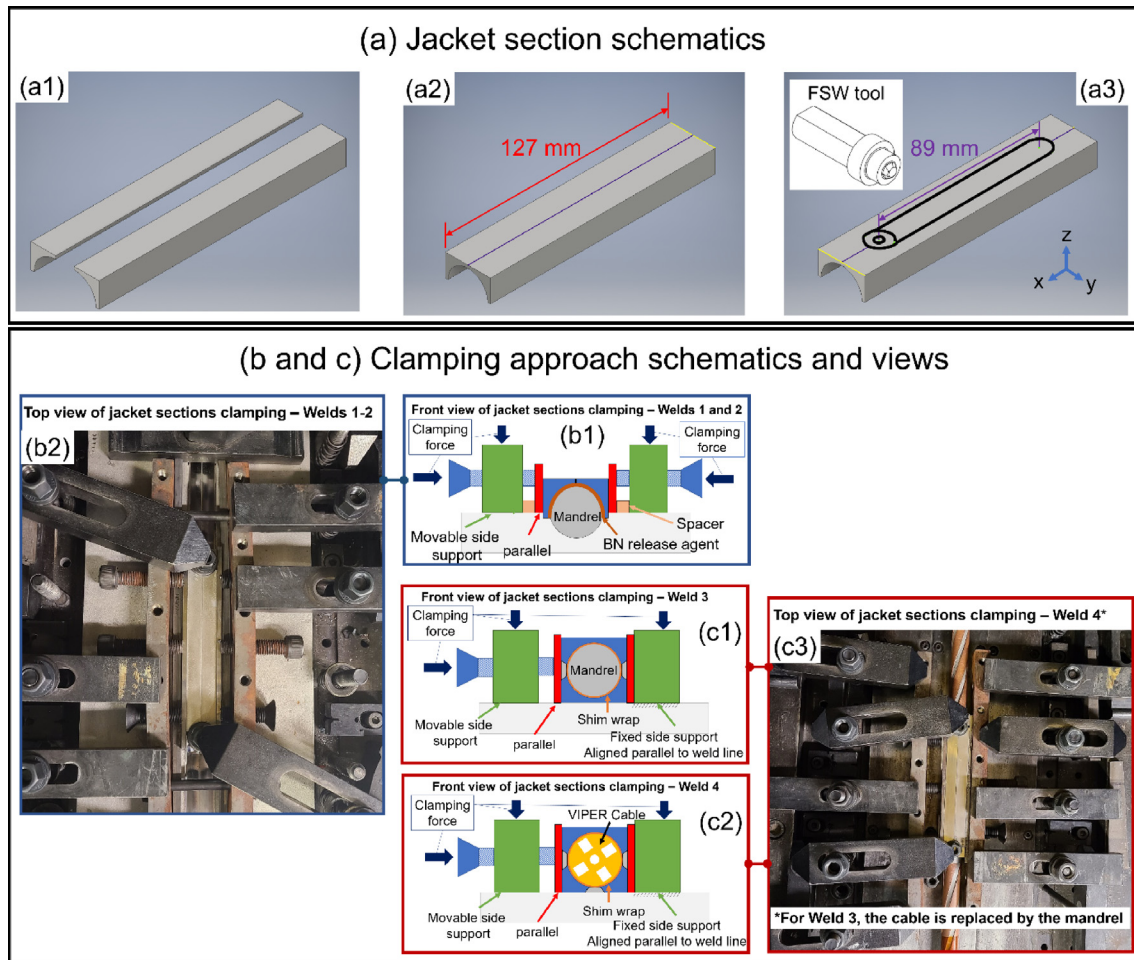 (a) Jacket section schematics
(a1)
(a2)
127 mm
(a3)
FSW tool
89 mm
z
x
y
(b and c) Clamping approach schematics and views
Top view of jacket sections clamping – Welds 1-2
(b2)
Front view of jacket sections clamping – Welds 1 and 2
(b1)
Clamping
force
Clamping
force
Mandrel
Spacer
Movable side
support
parallel
BN release agent
Front view of jacket sections clamping – Weld 3
(c1)
Clamping
force
Mandrel
Shim wrap
Movable side
support
parallel
Fixed side support
Aligned parallel to weld line
Front view of jacket sections clamping – Weld 4
(c2)
Clamping
force
VIPER Cable
Shim wrap
Movable side
support
parallel
Fixed side support
Aligned parallel to weld line
Top view of jacket sections clamping – Weld 4*
(c3)
*For Weld 3, the cable is replaced by the mandrel